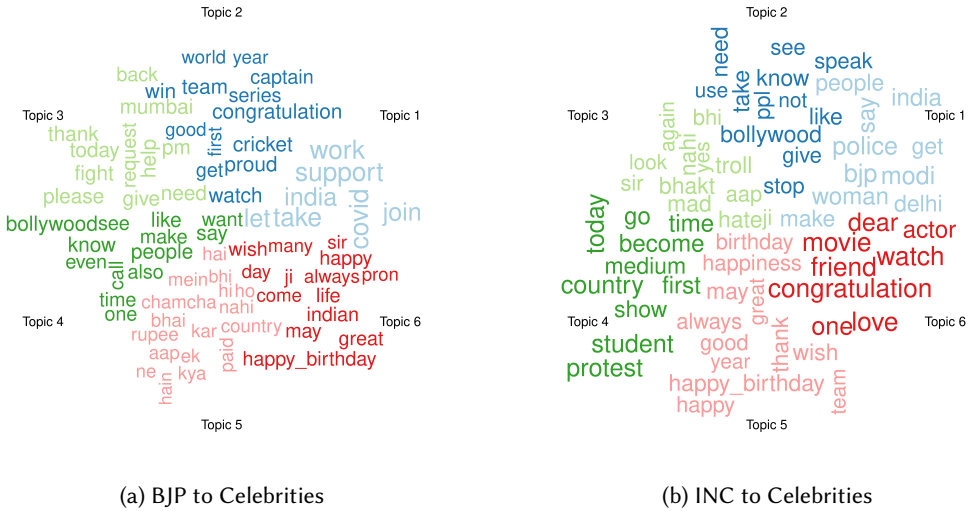 Topic 2
world year
back
captain
win team
series
mumbai
congratulation
Topic 3
Topic 1
good
first
thank
request
help
pm
cricket
work
today
get
proud
support
fight
please
give
need
watch
india
covid
join
let
take
bollywood
see
like
want
know
make
say
even
people
hai
wish
many
sir
happy
call
also
mein
bhi
day
ji
always
pron
hi
ho
come
life
time
chamcha
nahi
indian
one
bhai
Topic 4
Topic 6
rupee
kar
country
may
great
aap
ek
paid
happy_birthday
ne
kya
hain
Topic 5
(a) BJP to Celebrities
Topic 2
need
see
speak
take
know
people
use
ppl
not
india
again
Topic 3
bhi
like
say
Topic 1
bollywood
nahi
yes
police
get
look
troll
give
sir
bhakt
aap
stop
bjp
modi
mad
woman
delhi
today
go
time
hateji
make
dear
actor
become
birthday
movie
watch
medium
happiness
friend
country
first
may
great
congratulation
show
Topic 4
always
one
love
Topic 6
student
good
thank
wish
protest
year
happy_birthday
team
happy
Topic 5
(b) INC to Celebrities